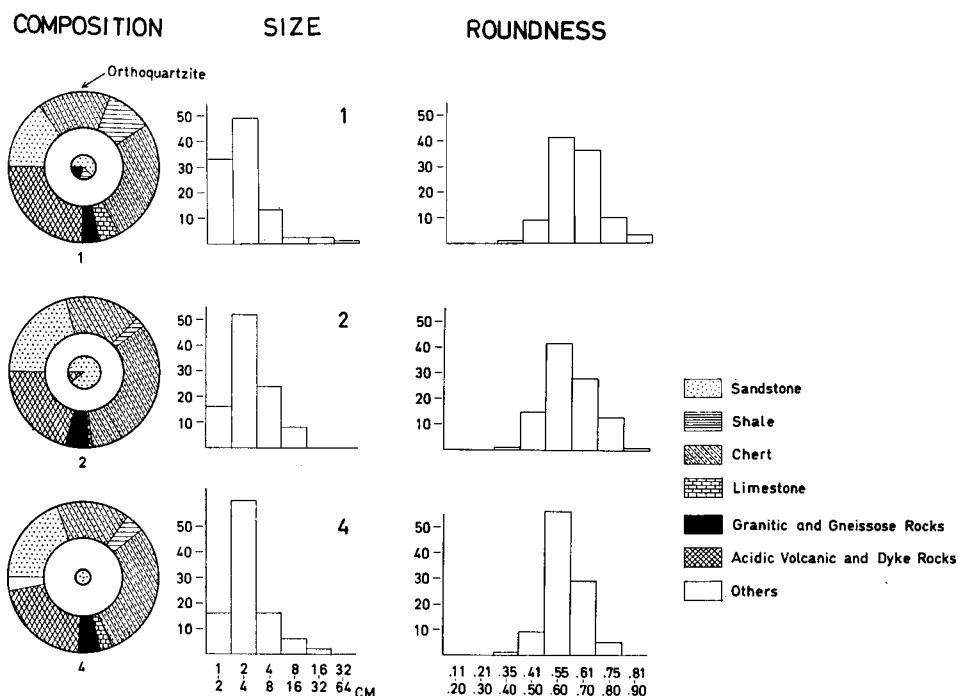 COMPOSITION SIZE ROUNDNESS
Orthoquartzite
1
50
40
30
20
10
1
50
40
30
20
10
2
50
40
30
20
10
2
50
40
30
20
10
4
50
40
30
20
10
4
50
40
30
20
10
1 2 4 8 16 32
2 4 8 16 32 64 CM
.11 .21 .35 .41 .55 .61 .75 .81
.20 .30 .40 .50 .60 .70 .80 .90
Sandstone
Shale
Chert
Limestone
Granitic and Gneissose Rocks
Acidic Volcanic and Dyke Rocks
Others